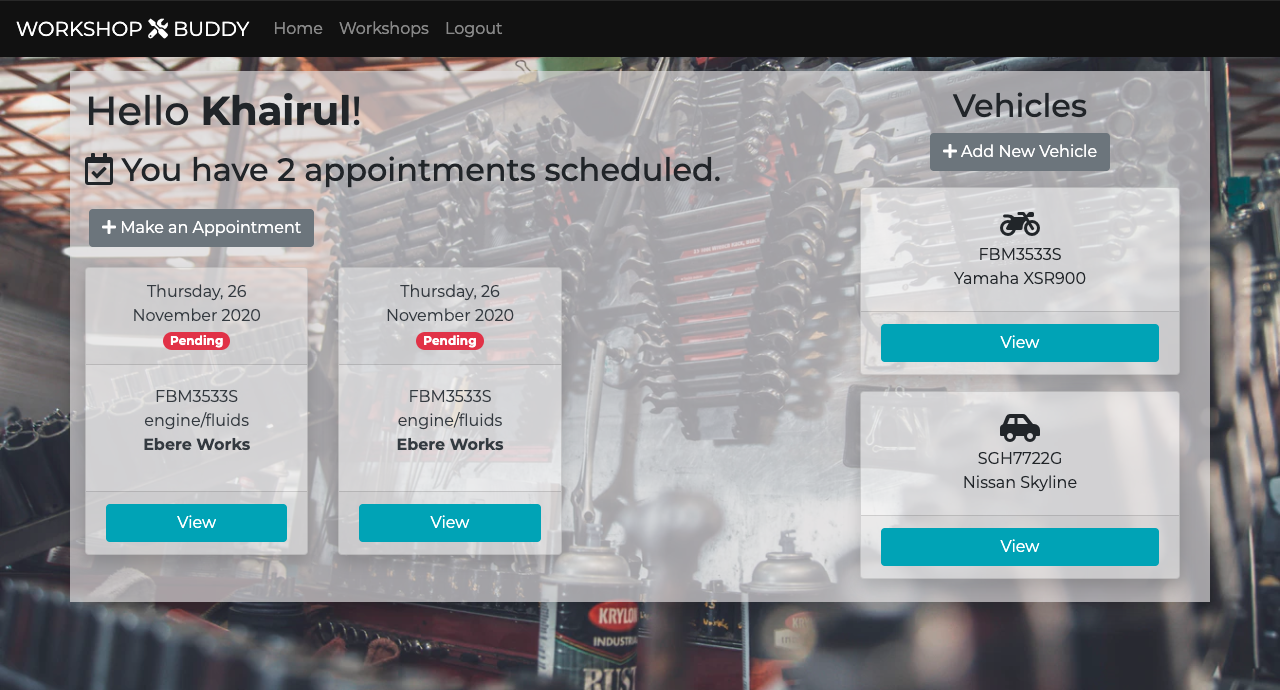 WORKSHOP BUDDY Home Workshops Logout
Hello Khairul!
You have 2 appointments scheduled.
Make an Appointment
Thursday, 26
November 2020
Pending
FBM3533S
engine/fluids
Ebere Works
View
Thursday, 26
November 2020
Pending
FBM3533S
engine/fluids
Ebere Works
View
Vehicles
Add New Vehicle
FBM3533S
Yamaha XSR900
View
SGH7722G
Nissan Skyline
View
KRYLON
INDUSTRIAL